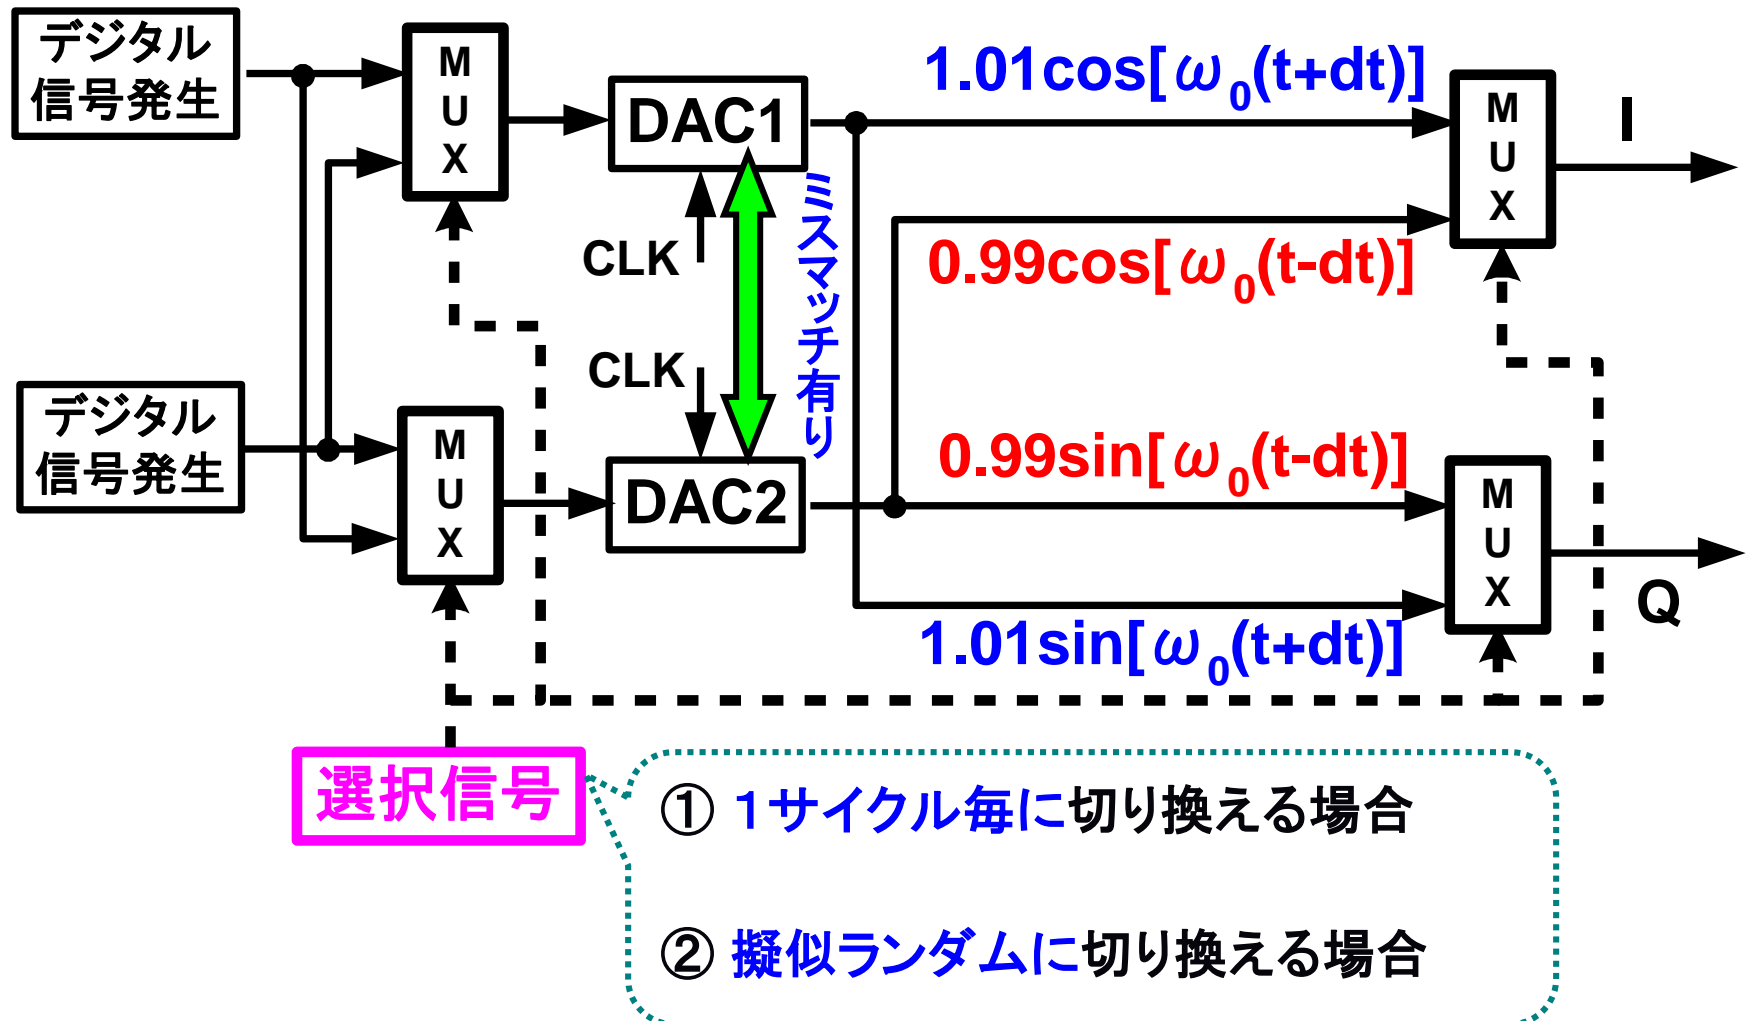 デジタル
信号発生
MUX
DAC1
1.01cos[ω0(t+dt)]
MUX
I
CLK
ミスマッチ有り
0.99cos[ω0(t-dt)]
CLK
デジタル
信号発生
MUX
DAC2
0.99sin[ω0(t-dt)]
MUX
Q
1.01sin[ω0(t+dt)]
選択信号
① 1サイクル毎に切り換える場合
② 擬似ランダムに切り換える場合